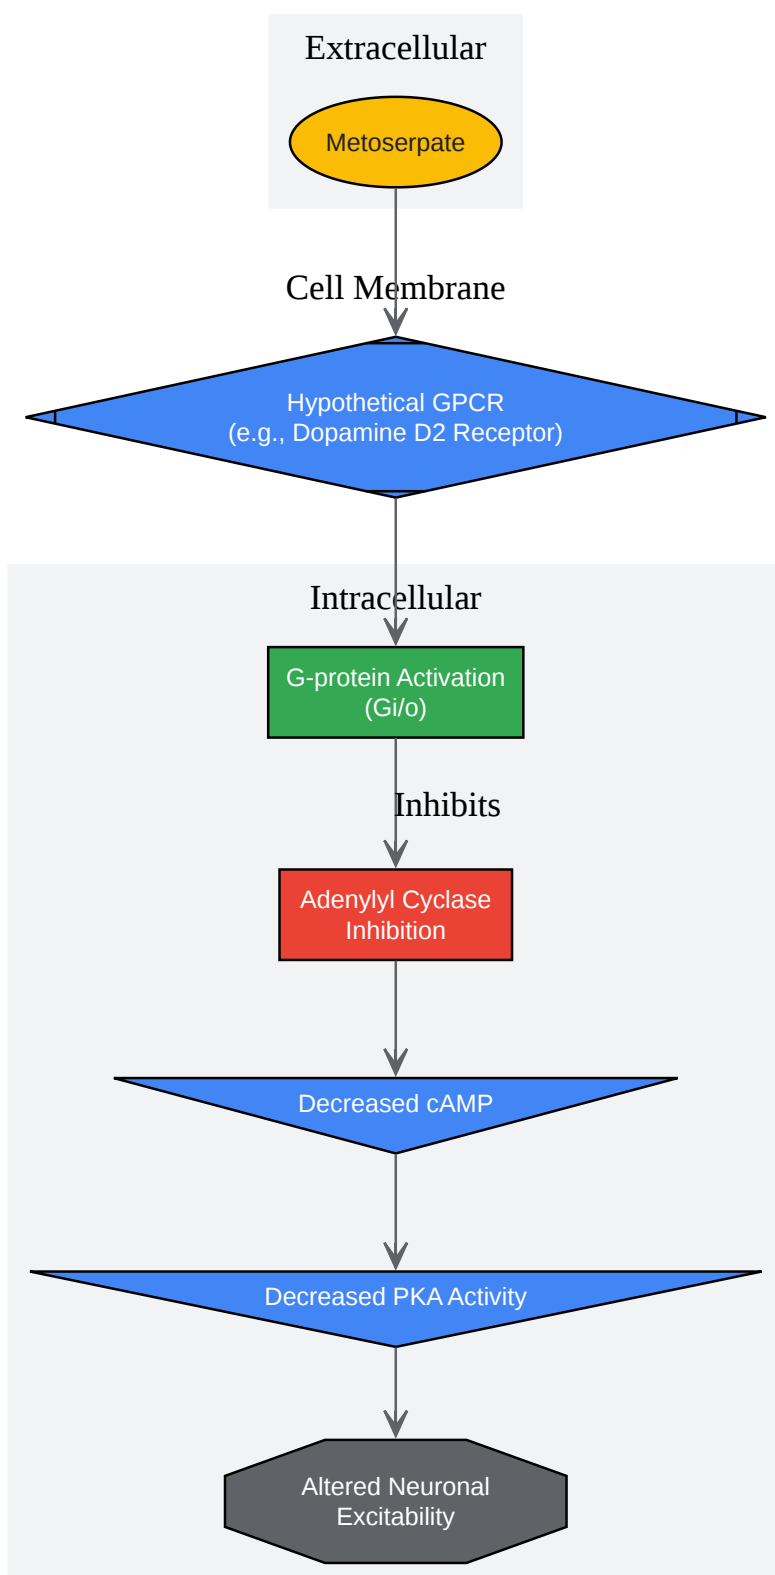 Extracellular
Metoserpate
Cell Membrane
Hypothetical GPCR
(e.g., Dopamine D2 Receptor)
Intracellular
G-protein Activation
(Gi/o)
Inhibits
Adenylyl Cyclase
Inhibition
Decreased cAMP
Decreased PKA Activity
Altered Neuronal
Excitability